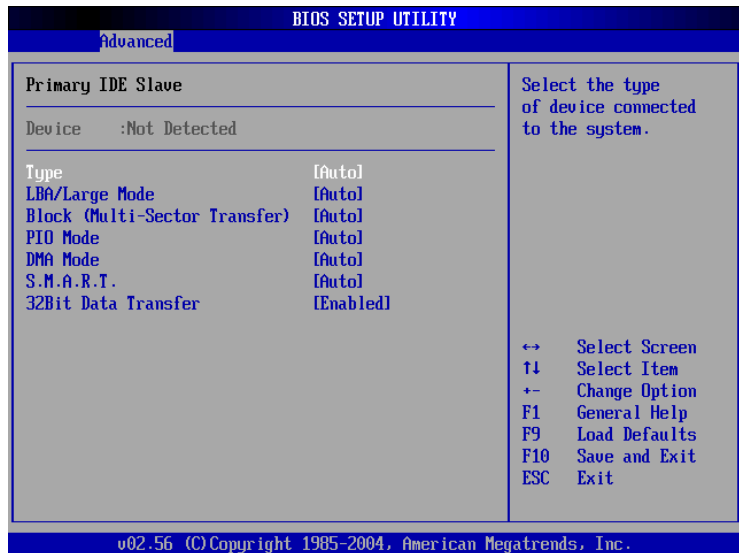 BIOS SETUP UTILITY
Advanced
Primary IDE Slave
Device :Not Detected
Type [Auto]
LBA/Large Mode [Auto]
Block (Multi-Sector Transfer) [Auto]
PIO Mode [Auto]
DMA Mode [Auto]
S.M.A.R.T. [Auto]
32Bit Data Transfer [Enabled]
Select the type
of device connected
to the system.
↔ Select Screen
↑↓ Select Item
+- Change Option
F1 General Help
F9 Load Defaults
F10 Save and Exit
ESC Exit
v02.56 (C)Copyright 1985-2004, American Megatrends, Inc.